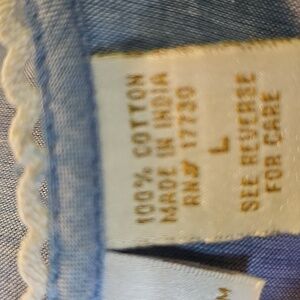 100% COTTON
MADE IN INDIA
RN# 17730
L
SEE REVERSE
FOR CARE
M